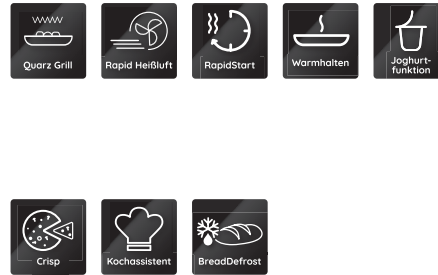 Quarz Grill
Rapid Heißluft
RapidStart
Warmhalten
Joghurt-
funktion
Crisp
Kochassistent
BreadDefrost